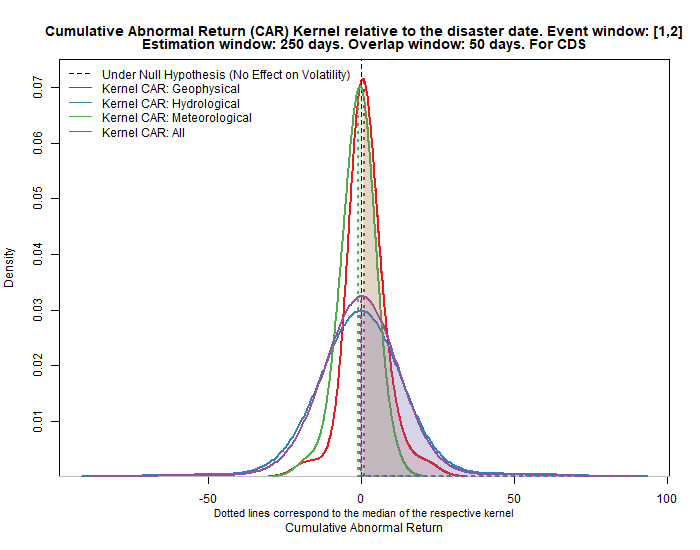 Cumulative Abnormal Return (CAR) Kernel relative to the disaster date. Event window: [1,2]
Estimation window: 250 days. Overlap window: 50 days. For CDS
Under Null Hypothesis (No Effect on Volatility)
Kernel CAR: Geophysical
Kernel CAR: Hydrological
Kernel CAR: Meteorological
Kernel CAR: All
Density
0.07
0.06
0.05
0.04
0.03
0.02
0.01
-50 0 50 100
Dotted lines correspond to the median of the respective kernel
Cumulative Abnormal Return